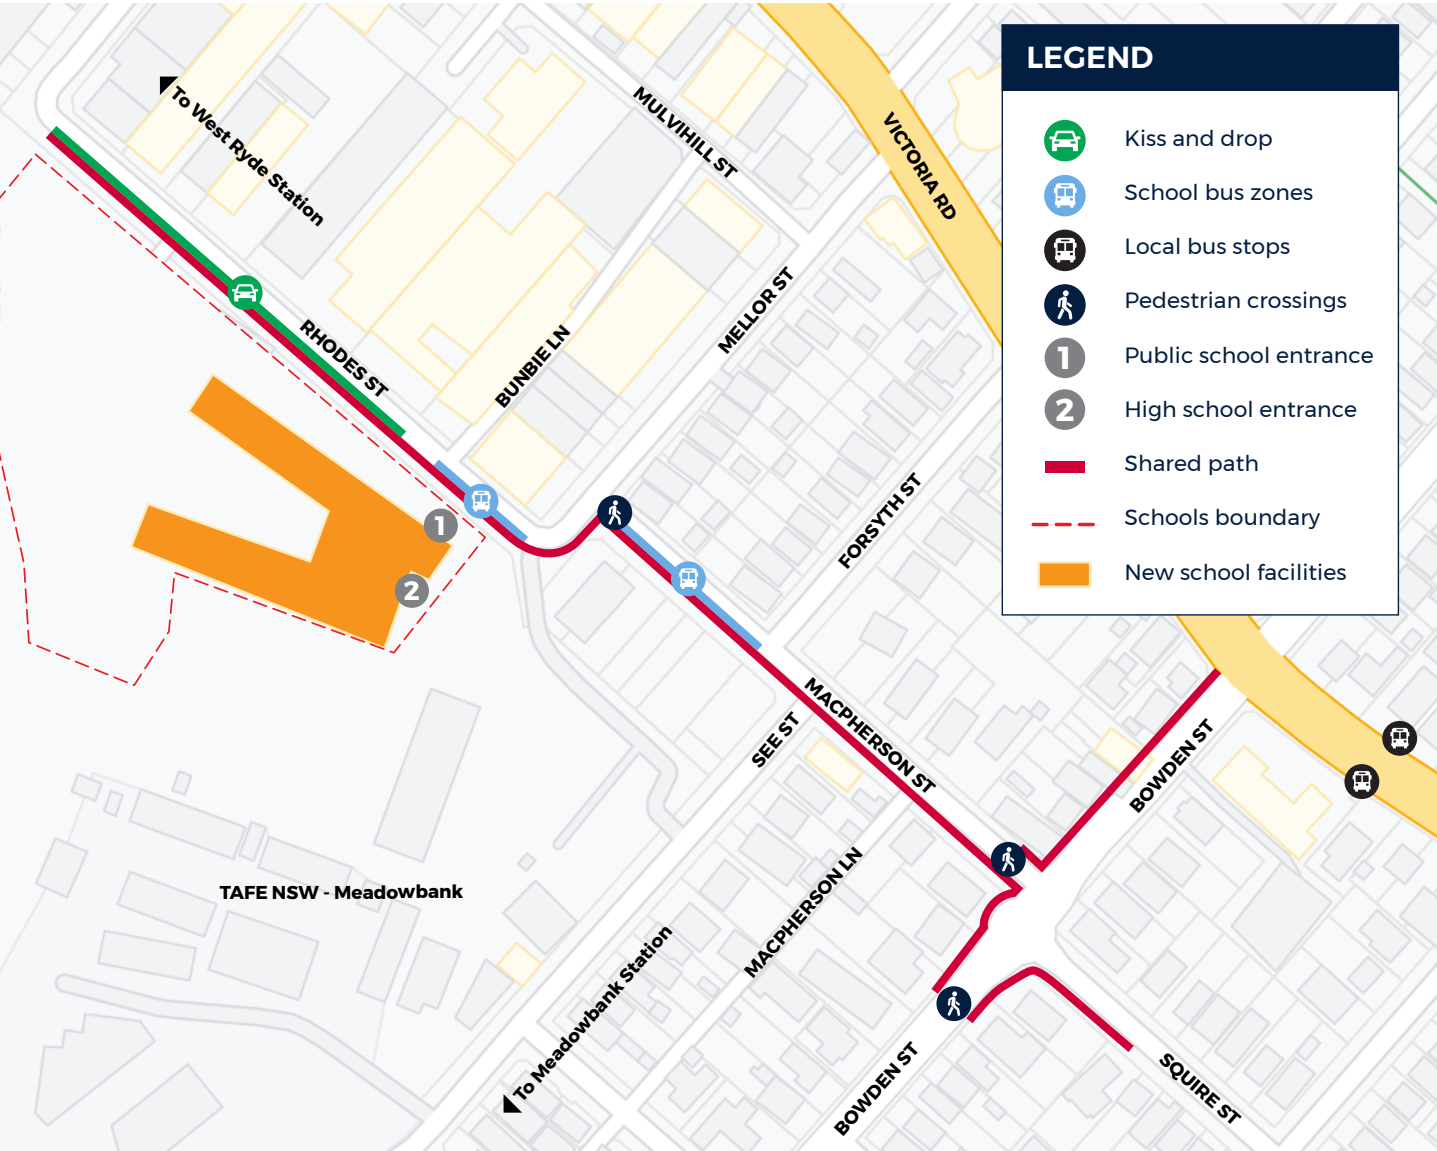 LEGEND
Kiss and drop
School bus zones
Local bus stops
Pedestrian crossings
1 Public school entrance
2 High school entrance
Shared path
Schools boundary
New school facilities
To West Ryde Station
MULVIHILL ST
VICTORIA RD
RHODES ST
BUNBIE LN
MELLOR ST
FORSYTH ST
1
2
MACPHERSON ST
SEE ST
BOWDEN ST
MACPHERSON LN
TAFE NSW - Meadowbank
To Meadowbank Station
BOWDEN ST
SQUIRE ST